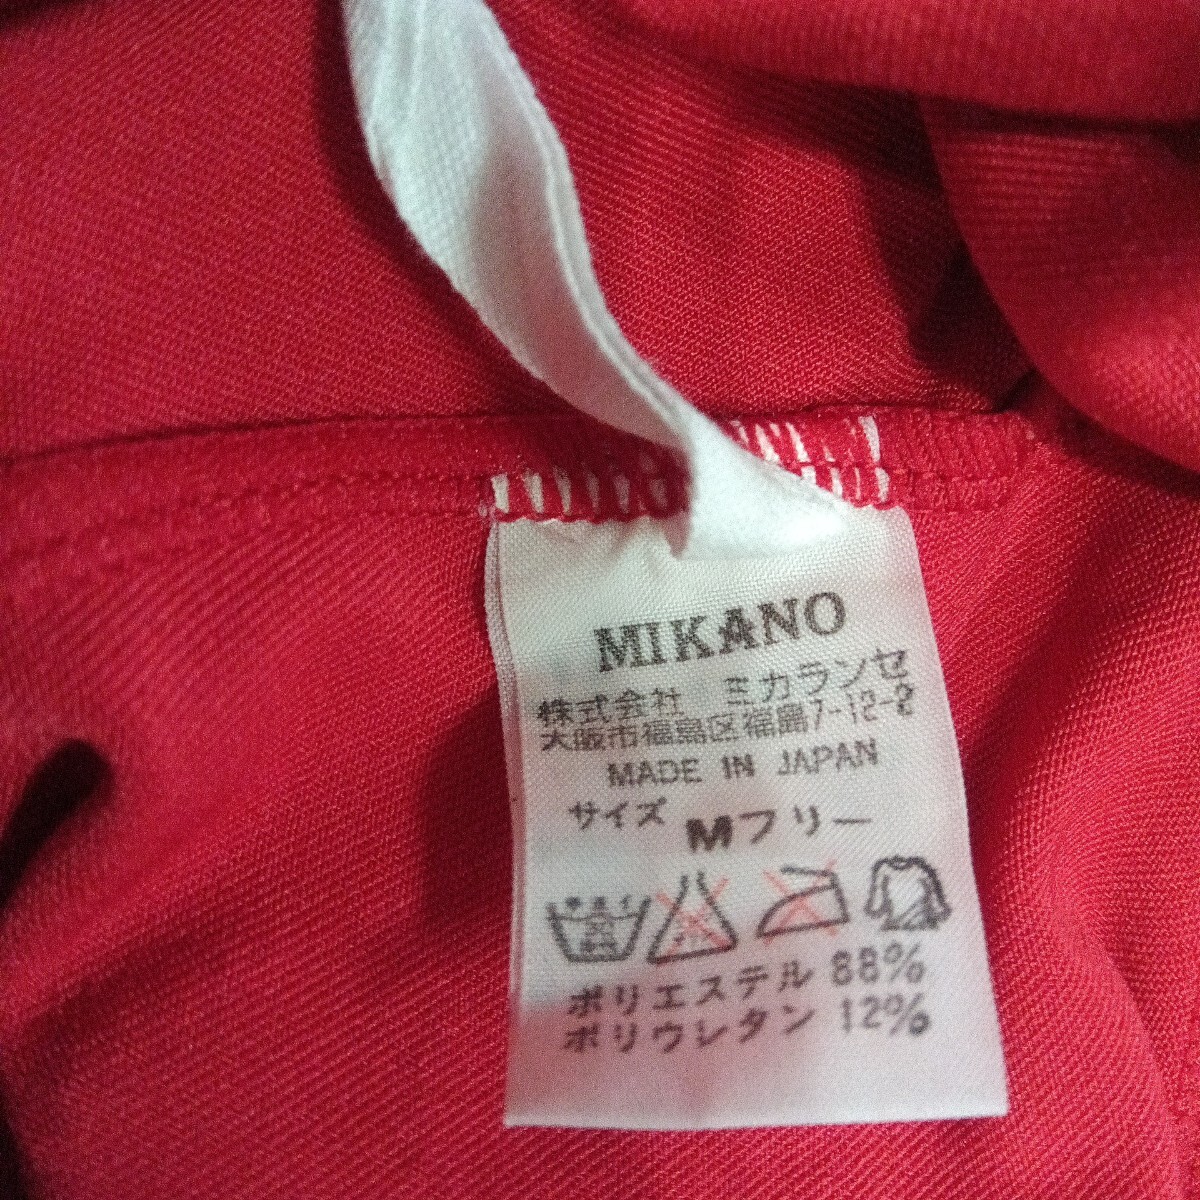 MIKANO
株式会社 ミカランセ
大阪市福島区福島7-12-2
MADE IN JAPAN
サイズ Mフリー
ポリエステル 88%
ポリウレタン 12%